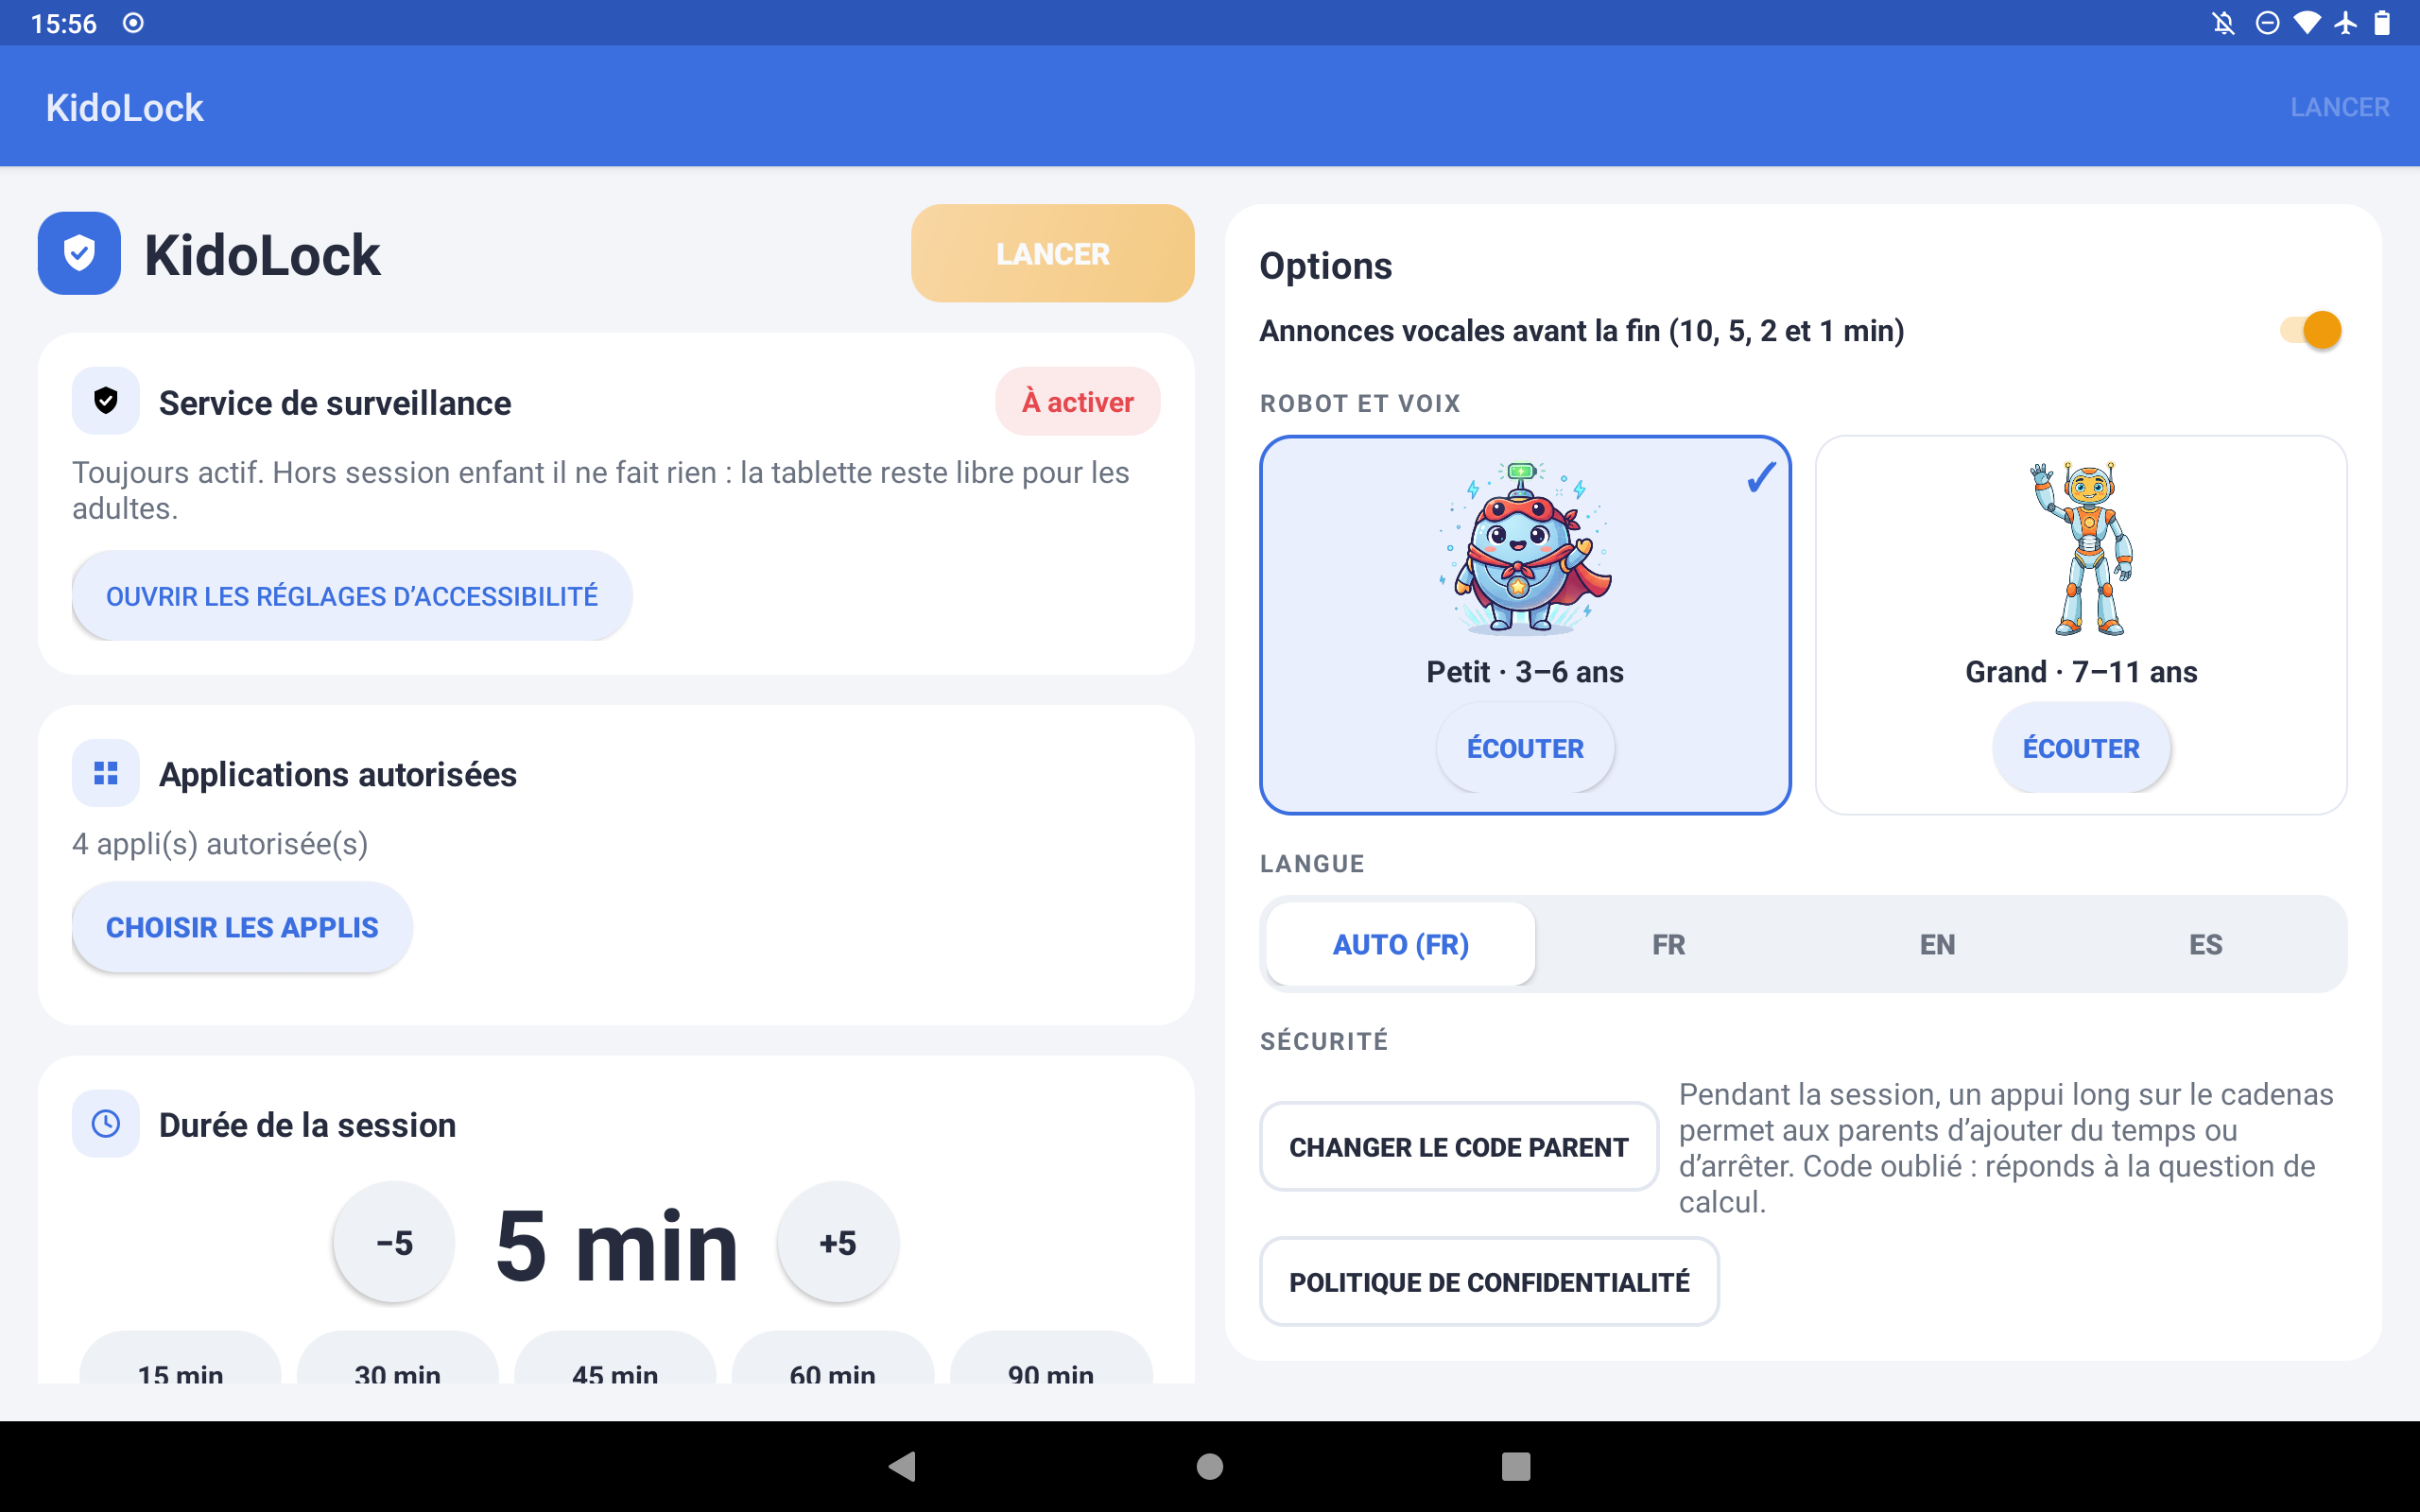 15:56
KidoLock
LANCER
KidoLock
LANCER
Service de surveillance
À activer
Toujours actif. Hors session enfant il ne fait rien : la tablette reste libre pour les
adultes.
OUVRIR LES RÉGLAGES D’ACCESSIBILITÉ
Applications autorisées
4 appli(s) autorisée(s)
CHOISIR LES APPLIS
Durée de la session
−5
5 min
+5
15 min
30 min
45 min
60 min
90 min
Options
Annonces vocales avant la fin (10, 5, 2 et 1 min)
ROBOT ET VOIX
Petit · 3–6 ans
ÉCOUTER
Grand · 7–11 ans
ÉCOUTER
LANGUE
AUTO (FR)
FR
EN
ES
SÉCURITÉ
CHANGER LE CODE PARENT
Pendant la session, un appui long sur le cadenas
permet aux parents d’ajouter du temps ou
d’arrêter. Code oublié : réponds à la question de
calcul.
POLITIQUE DE CONFIDENTIALITÉ